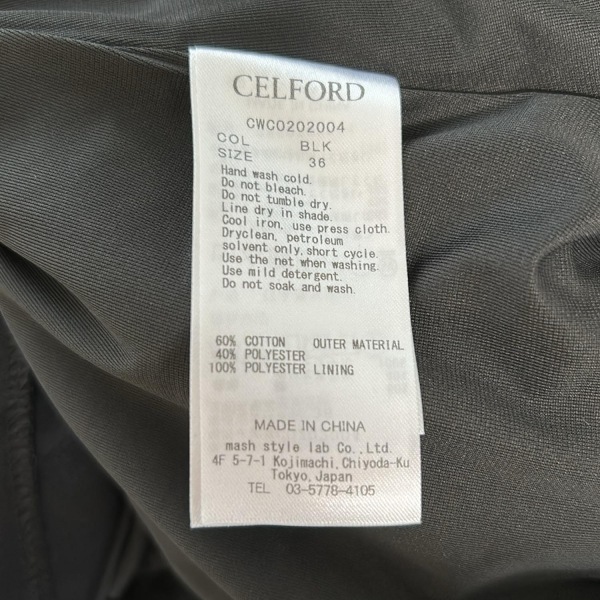 CELFORD
CWCO202004
COL BLK
SIZE 36
Hand wash cold.
Do not bleach.
Do not tumble dry.
Line dry in shade.
Cool iron. use press cloth.
Dryclean, petroleum
solvent only,short cycle.
Use the net when washing.
Use mild detergent.
Do not soak and wash.
60% COTTON OUTER MATERIAL
40% POLYESTER
100% POLYESTER LINING
MADE IN CHINA
mash style lab Co.,Ltd.
4F 5-7-1 Kojimachi,Chiyoda-Ku
Tokyo,Japan
TEL 03-5778-4105